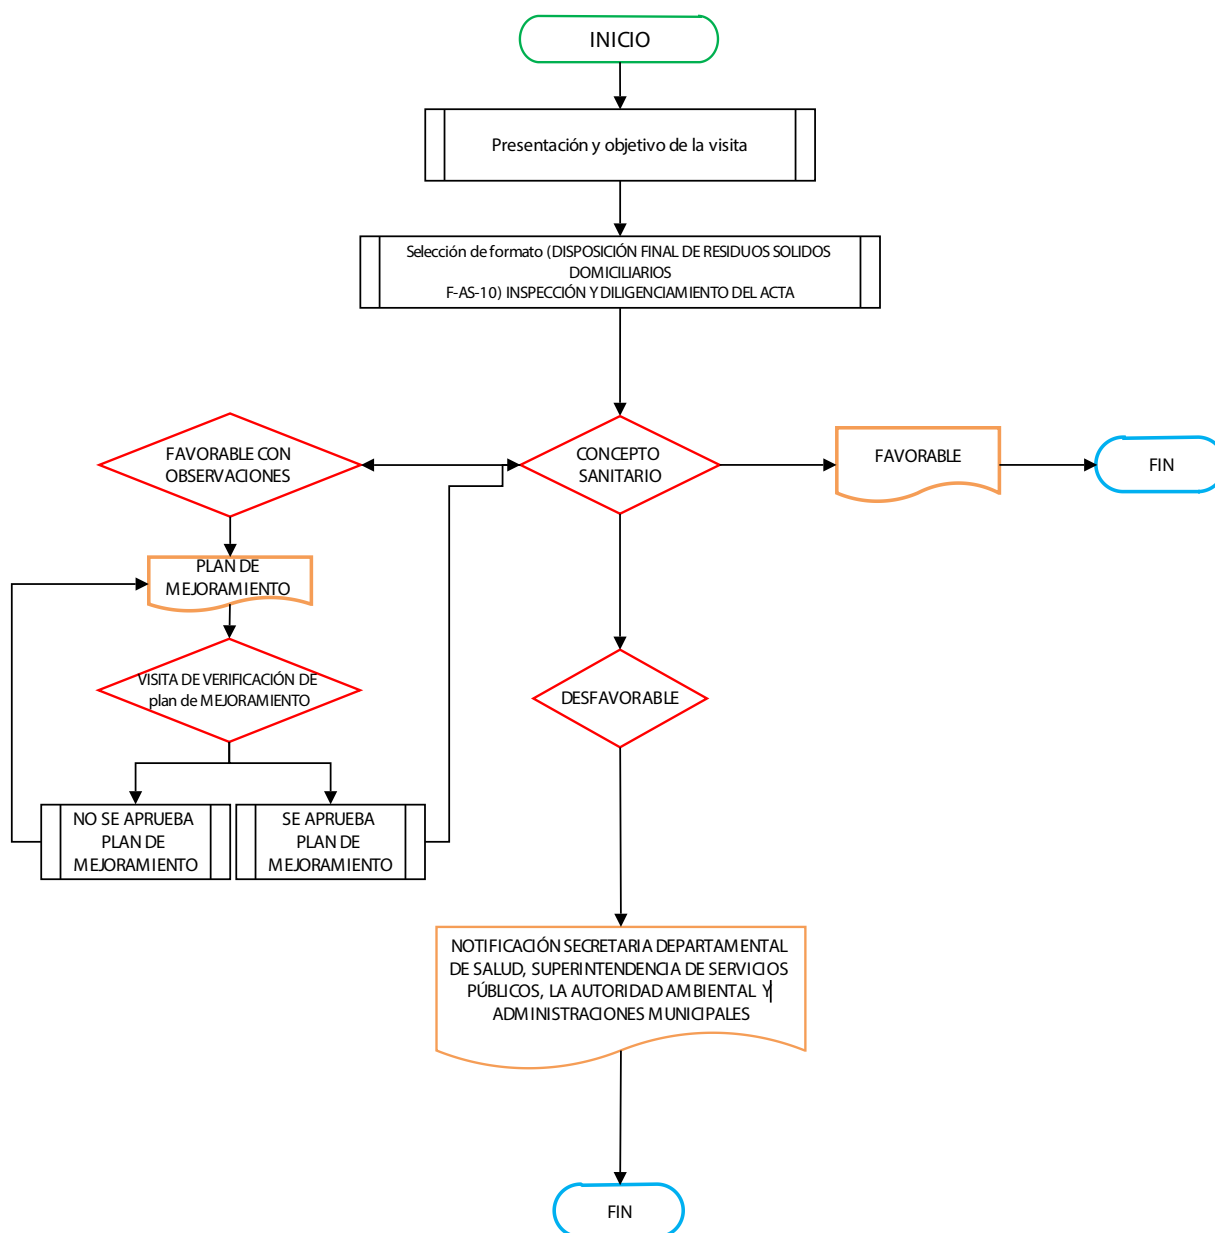 INICIO
Presentación y objetivo de la visita
Selección de formato (DISPOSICIÓN FINAL DE RESIDUOS SOLIDOS
DOMICILIARIOS
F-AS-10) INSPECCIÓN Y DILIGENCIAMIENTO DEL ACTA
FAVORABLE CON
OBSERVACIONES
CONCEPTO
SANITARIO
FAVORABLE
FIN
PLAN DE
MEJORAMIENTO
VISITA DE VERIFICACIÓN DE
plan de MEJORAMIENTO
DESFAVORABLE
NO SE APRUEBA
PLAN DE
MEJORAMIENTO
SE APRUEBA
PLAN DE
MEJORAMIENTO
NOTIFICACIÓN SECRETARIA DEPARTAMENTAL
DE SALUD, SUPERINTENDENCIA DE SERVICIOS
PÚBLICOS, LA AUTORIDAD AMBIENTAL Y
ADMINISTRACIONES MUNICIPALES
FIN